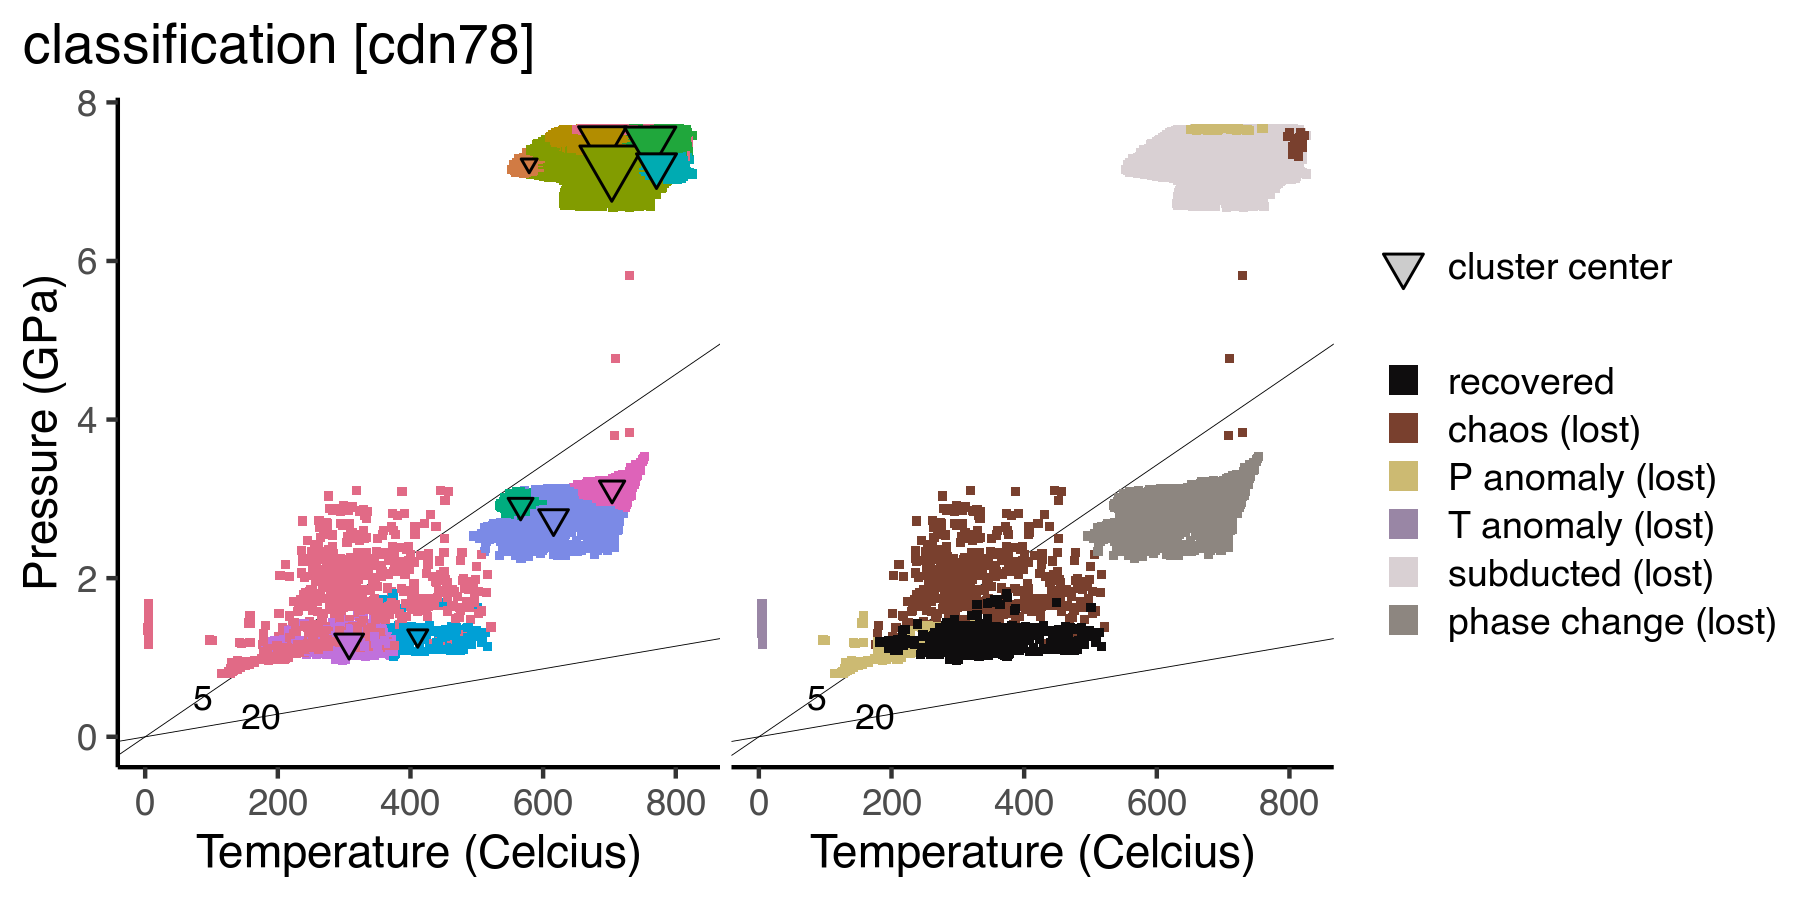 classification [cdn78]
Pressure (GPa)
8
6
4
2
0
5
20
5
20
0 200 400 600 800
0 200 400 600 800
Temperature (Celcius)
Temperature (Celcius)
cluster center
recovered
chaos (lost)
P anomaly (lost)
T anomaly (lost)
subducted (lost)
phase change (lost)